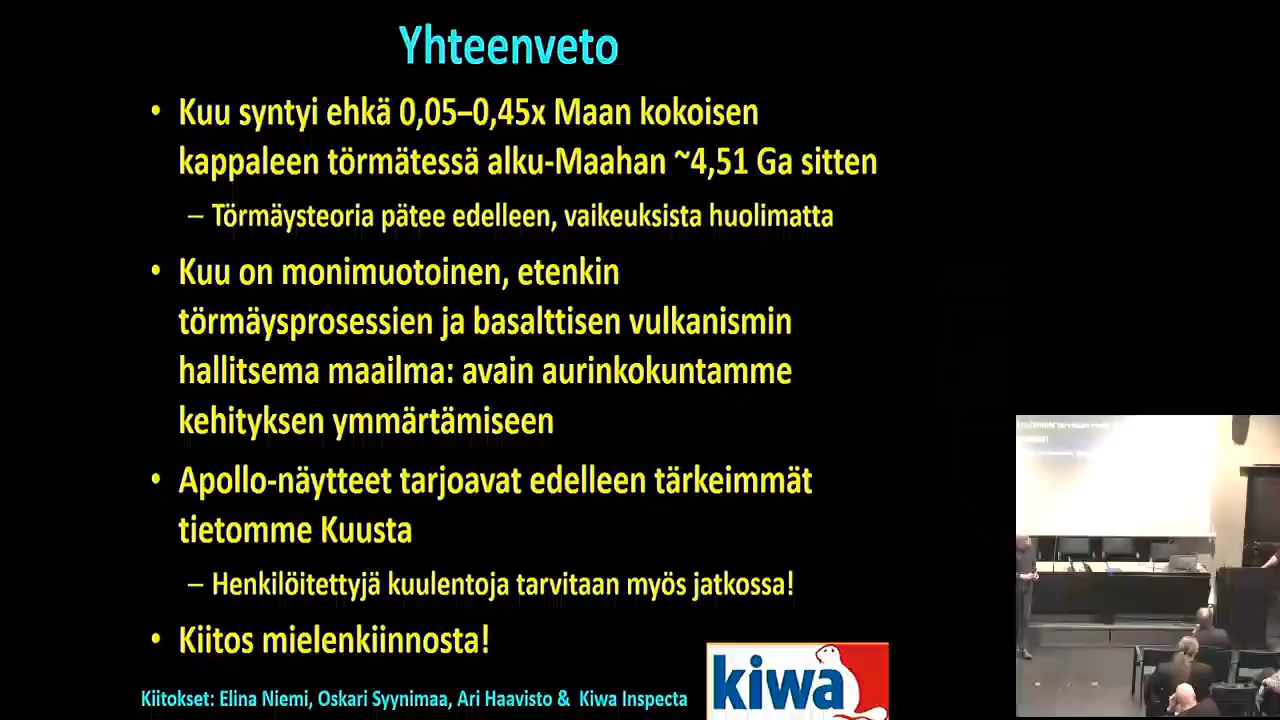 Yhteenveto
• Kuu syntyi ehkä 0,05–0,45x Maan kokoisen
kappaleen törmätessä alku-Maahan ~4,51 Ga sitten
– Törmäysteoria pätee edelleen, vaikeuksista huolimatta
• Kuu on monimuotoinen, etenkin
törmäysprosessien ja basalttisen vulkanismin
hallitsema maailma: avain aurinkokuntamme
kehityksen ymmärtämiseen
• Apollo-näytteet tarjoavat edelleen tärkeimmät
tietomme Kuusta
– Henkilöitettyjä kuulentoja tarvitaan myös jatkossa!
• Kiitos mielenkiinnosta!
Kiitokset: Elina Niemi, Oskari Syynimaa, Ari Haavisto & Kiwa Inspecta
kiwa